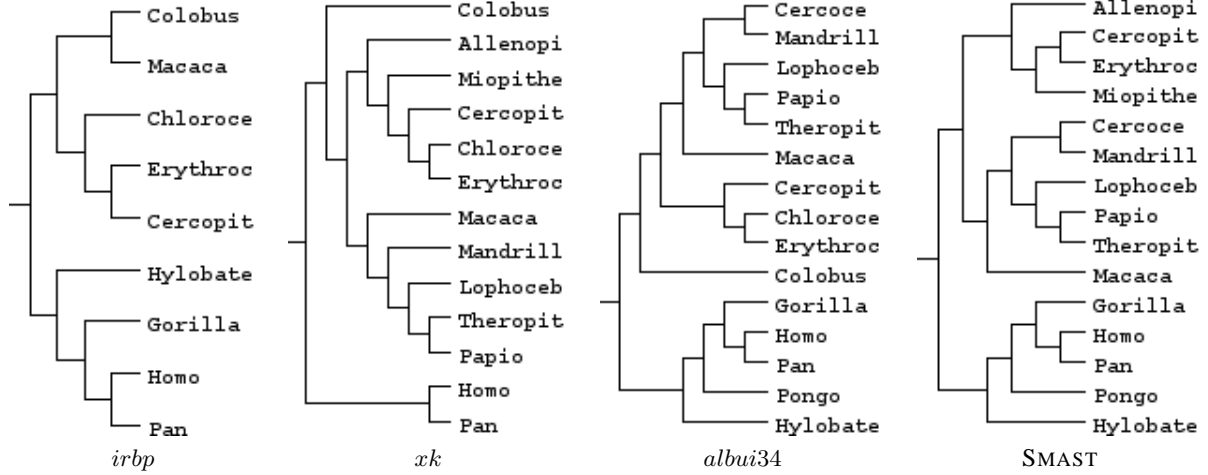 Colobus
Macaca
Chloroce
Erythroc
Cercopit
Hylobate
Gorilla
Homo
Pan
irbp
Colobus
Allenopi
Miopithe
Cercopit
Chloroce
Erythroc
Macaca
Mandrill
Lophoceb
Theropit
Papio
Homo
Pan
xk
Cercoce
Mandrill
Lophoceb
Papio
Theropit
Macaca
Cercopit
Chloroce
Erythroc
Colobus
Gorilla
Homo
Pan
Pongo
Hylobate
albui34
Allenopi
Cercopit
Erythroc
Miopithe
Cercoce
Mandrill
Lophoceb
Papio
Theropit
Macaca
Gorilla
Homo
Pan
Pongo
Hylobate
SMAST